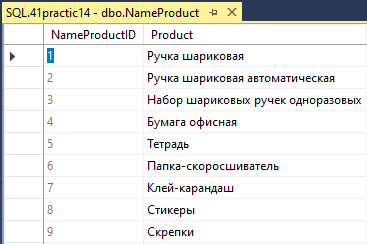 SQL.41practic14 - dbo.NameProduct
NameProductID Product
1 Ручка шариковая
2 Ручка шариковая автоматическая
3 Набор шариковых ручек одноразовых
4 Бумага офисная
5 Тетрадь
6 Папка-скоросшиватель
7 Клей-карандаш
8 Стикеры
9 Скрепки